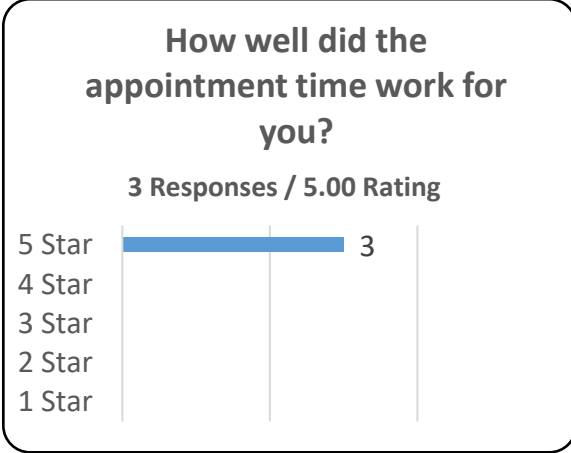 How well did the
appointment time work for
you?
3 Responses / 5.00 Rating
5 Star 3
4 Star
3 Star
2 Star
1 Star